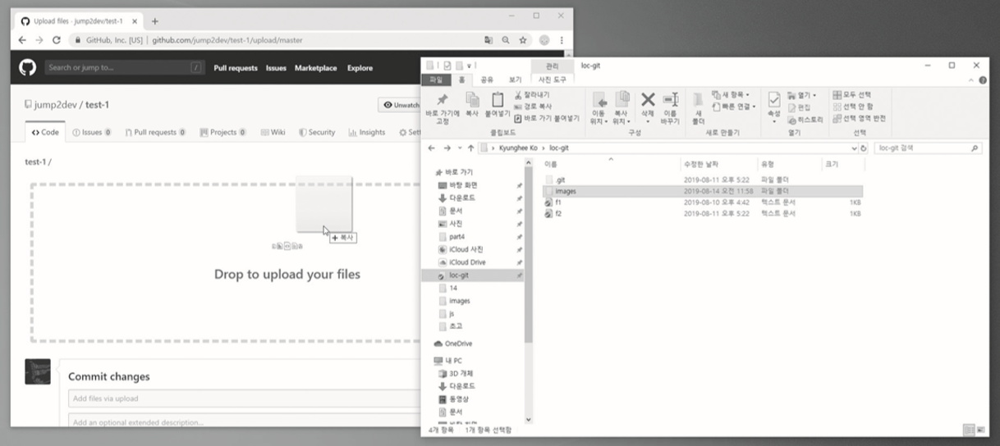 Upload files · jump2dev/test-1
GitHub, Inc. [US] | github.com/jump2dev/test-1/upload/master
Search or jump to... /
Pull requests Issues Marketplace Explore
jump2dev / test-1
Unwatch
Code Issues 0 Pull requests 0 Projects 0 Wiki Security Insights Sett
test-1 /
+ 복사
Drop to upload your files
Commit changes
Add files via upload
Add an optional extended description...
관리 loc-git
파일 홈 공유 보기 사진 도구
바로 가기에 고정
복사
붙여넣기
잘라내기
경로 복사
바로 가기 붙여넣기
클립보드
이동 위치
복사 위치
삭제
이름 바꾸기
구성
새 폴더
새 항목
빠른 연결
새로 만들기
속성
열기
편집
히스토리
열기
모두 선택
선택 안 함
선택 영역 반전
선택
Kyunghee Ko > loc-git
loc-git 검색
바로 가기
바탕 화면
다운로드
문서
사진
part4
iCloud 사진
iCloud Drive
loc-git
14
images
js
초고
OneDrive
내 PC
3D 개체
다운로드
동영상
문서
바탕 화면
이름 수정한 날짜 유형 크기
.git 2019-08-11 오후 5:22 파일 폴더
images 2019-08-14 오전 11:58 파일 폴더
f1 2019-08-10 오후 4:42 텍스트 문서 1KB
f2 2019-08-11 오후 5:22 텍스트 문서 1KB
4개 항목 1개 항목 선택함